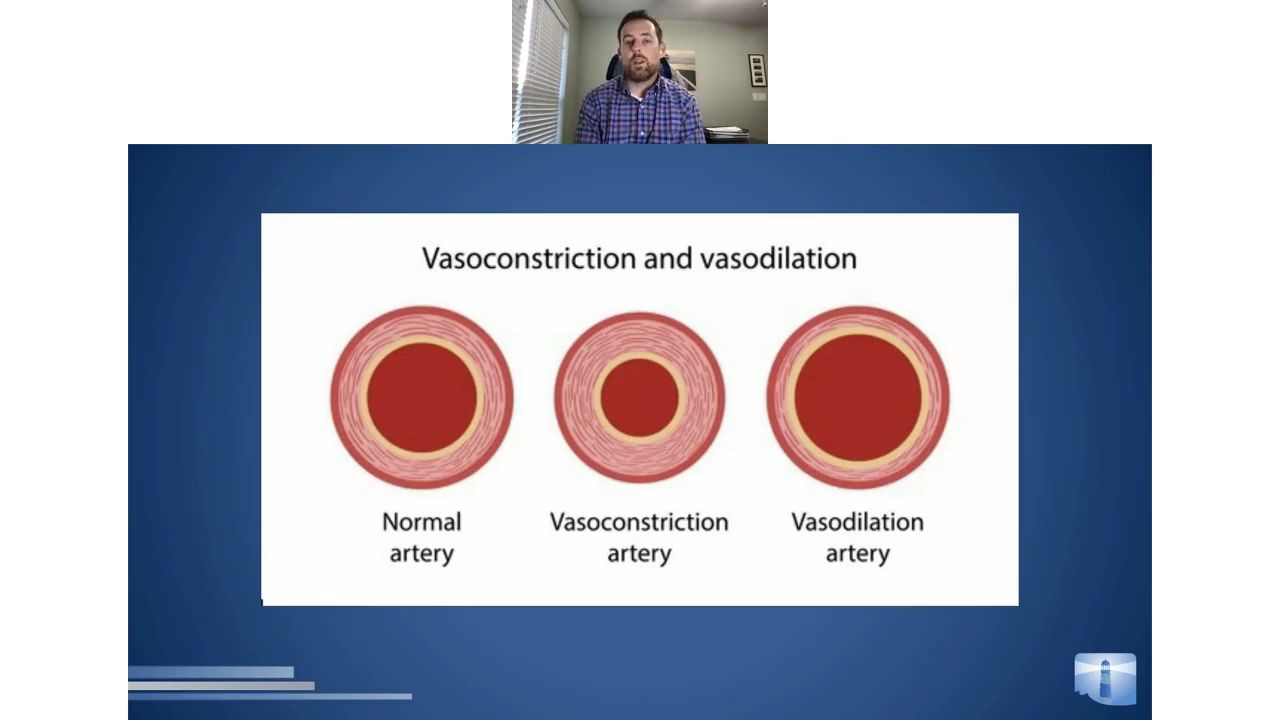 Vasoconstriction and vasodilation
Normal
artery
Vasoconstriction
artery
Vasodilation
artery